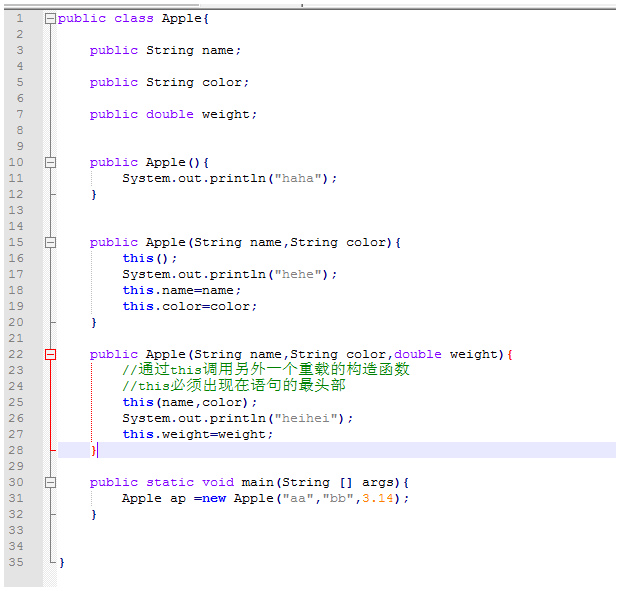 1 public class Apple{
2
3 public String name;
4
5 public String color;
6
7 public double weight;
8
9
10 public Apple(){
11 System.out.println("haha");
12 }
13
14
15 public Apple(String name,String color){
16 this();
17 System.out.println("hehe");
18 this.name=name;
19 this.color=color;
20 }
21
22 public Apple(String name,String color,double weight){
23 //通过this调用另外一个重载的构造函数
24 //this必须出现在语句的最头部
25 this(name,color);
26 System.out.println("heihei");
27 this.weight=weight;
28 }
29
30 public static void main(String [] args){
31 Apple ap =new Apple("aa","bb",3.14);
32 }
33
34
35 }